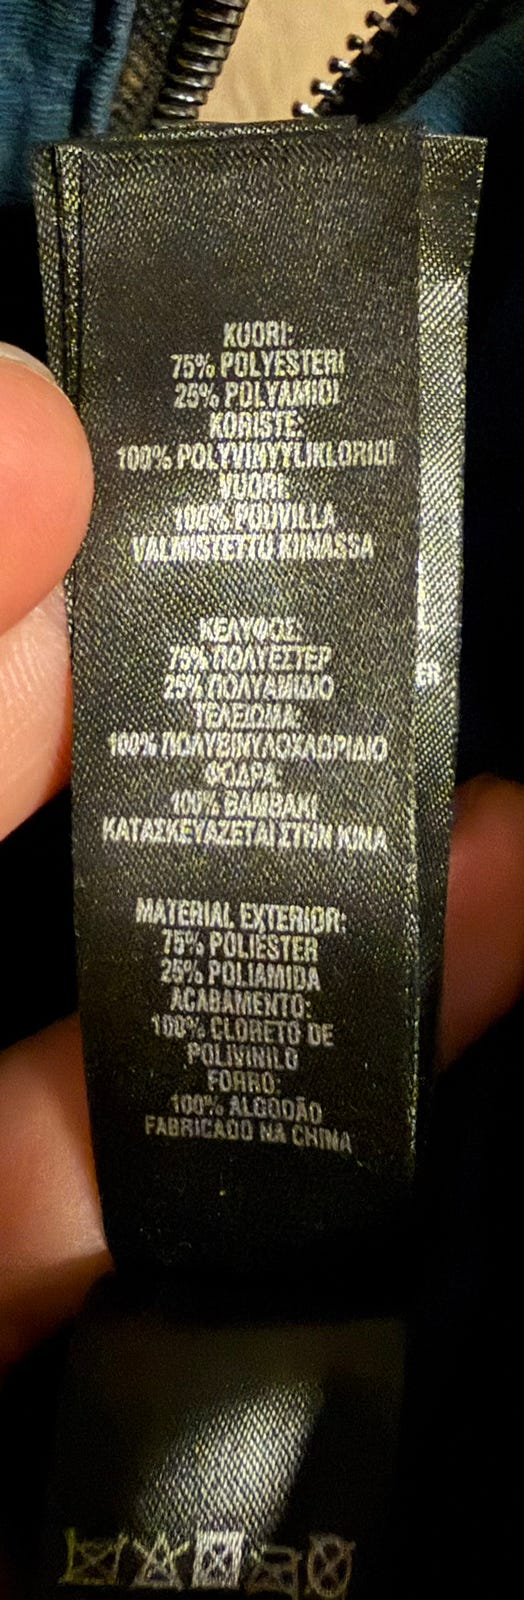 KUORI:
75% POLYESTERI
25% POLYAMIDI
KORISTE:
100% POLYVINYYLIKLORIDI
VUORI:
100% PUUVILLA
VALMISTETTU KIINASSA
ΚΕΛΥΦΟΣ:
75% ΠΟΛΥΕΣΤΕΡ
25% ΠΟΛΥΑΜΙΔΙΟ
ΤΕΛΕΙΩΜΑ:
100% ΠΟΛΥΒΙΝΥΛΟΧΛΩΡΙΔΙΟ
ΦΟΔΡΑ:
100% ΒΑΜΒΑΚΙ
ΚΑΤΑΣΚΕΥΑΖΕΤΑΙ ΣΤΗΝ ΚΙΝΑ
MATERIAL EXTERIOR:
75% POLIESTER
25% POLIAMIDA
ACABAMENTO:
100% CLORETO DE
POLIVINILO
FORRO:
100% ALGODÃO
FABRICADO NA CHINA